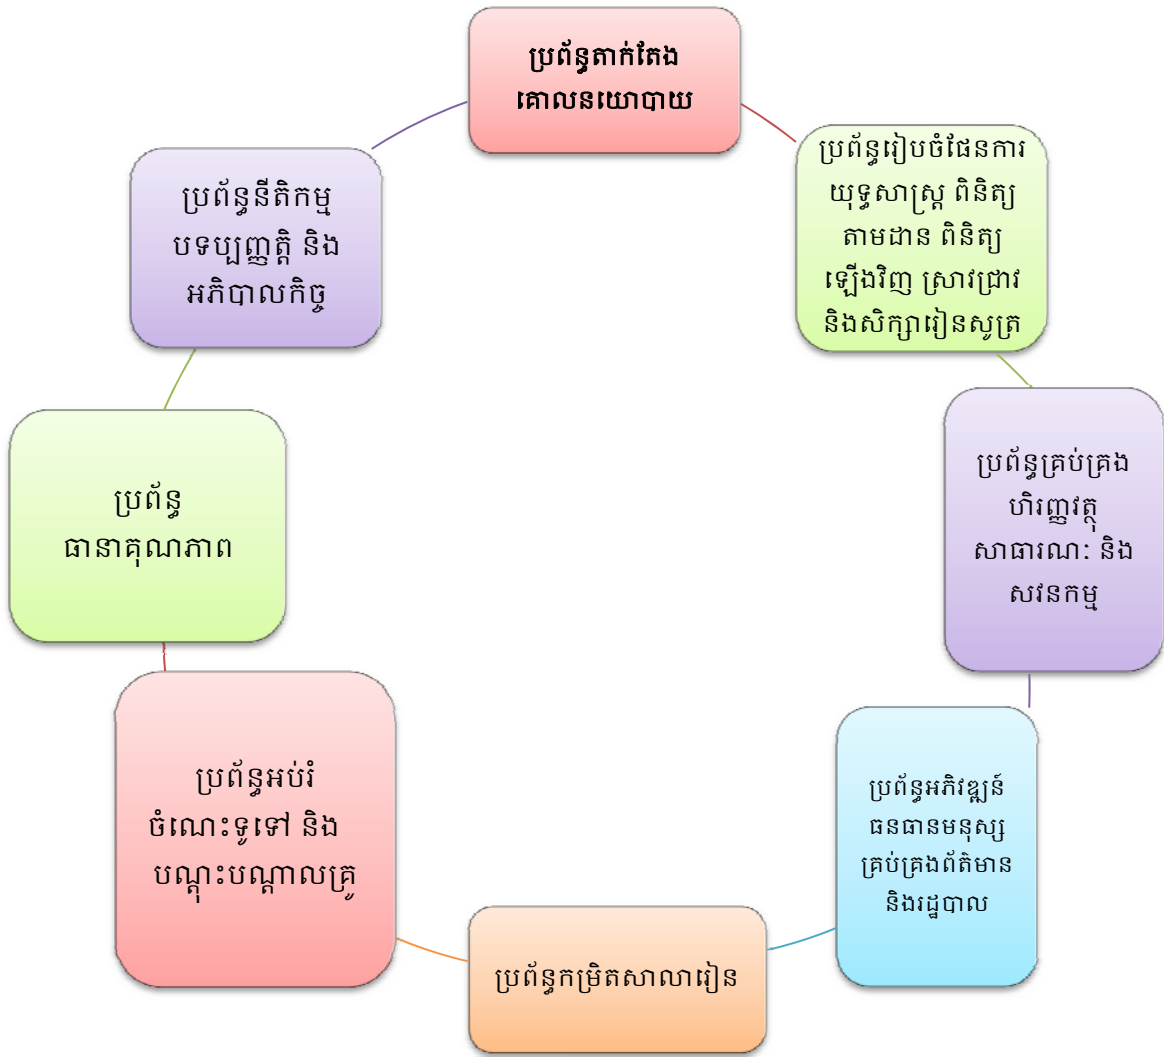 ប្រព័ន្ធតាក់តែង
គោលនយោបាយ
ប្រព័ន្ធរៀបចំផែនការ
យុទ្ធសាស្ត្រ ពិនិត្យ
តាមដាន ពិនិត្យ
ឡើងវិញ ស្រាវជ្រាវ
និងសិក្សារៀនសូត្រ
ប្រព័ន្ធគ្រប់គ្រង
ហិរញ្ញវត្ថុ
សាធារណៈ និង
សវនកម្ម
ប្រព័ន្ធអភិវឌ្ឍន៍
ធនធានមនុស្ស
គ្រប់គ្រងព័ត៌មាន
និងរដ្ឋបាល
ប្រព័ន្ធកម្រិតសាលារៀន
ប្រព័ន្ធអប់រំ
ចំណេះទូទៅ និង
បណ្តុះបណ្តាលគ្រូ
ប្រព័ន្ធ
ធានាគុណភាព
ប្រព័ន្ធនីតិកម្ម
បទប្បញ្ញត្តិ និង
អភិបាលកិច្ច